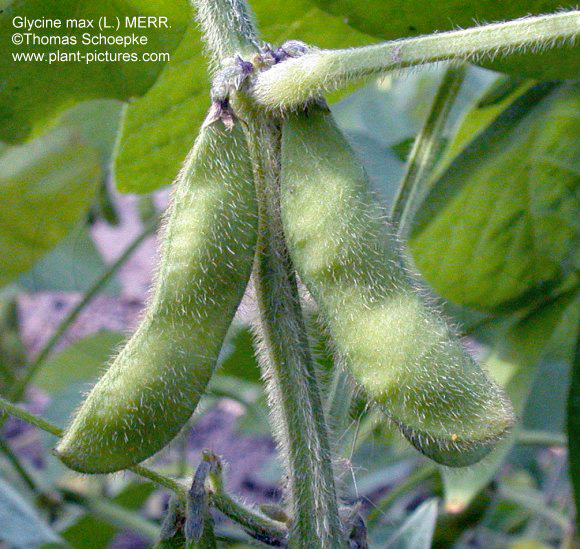 Glycine max (L.) MERR.
©Thomas Schoepke
www.plant-pictures.com